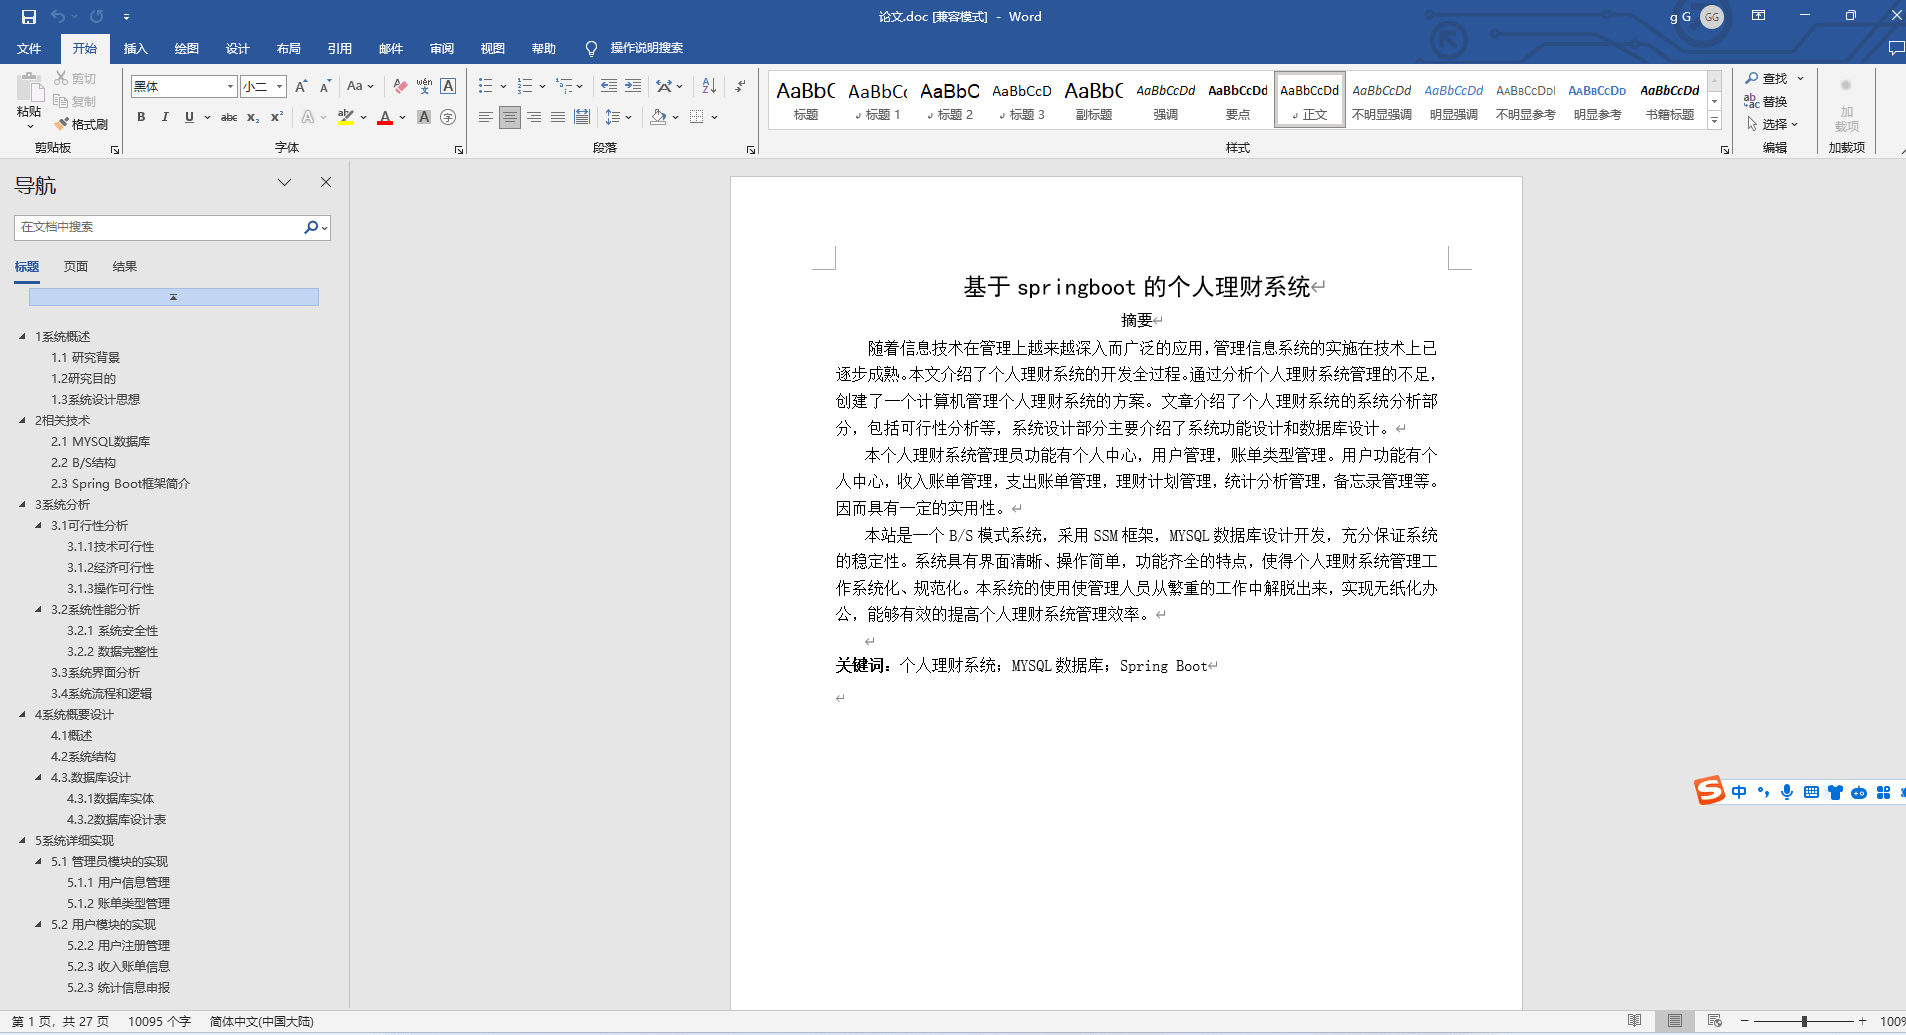 论文.doc [兼容模式] - Word
g G
GG
文件 开始 插入 绘图 设计 布局 引用 邮件 审阅 视图 帮助 操作说明搜索
粘贴
剪切
复制
格式刷
剪贴板
黑体 小二
Aa
wén
文
A
B I U abc x₂ x² A aby A A 字
字体
段落
AaBbC
标题
AaBbCc
标题 1
AaBbC
标题 2
AaBbCcD
标题 3
AaBbC
副标题
AaBbCcDd
强调
AaBbCcDd
要点
AaBbCcDd
正文
AaBbCcDd
不明显强调
AaBbCcDd
明显强调
AaBbCcDd
不明显参考
AaBbCcDd
明显参考
AaBbCcDd
书籍标题
样式
查找
替换
选择
编辑
加
载项
加载项
导航
在文档中搜索
标题 页面 结果
1系统概述
1.1 研究背景
1.2研究目的
1.3系统设计思想
2相关技术
2.1 MYSQL数据库
2.2 B/S结构
2.3 Spring Boot框架简介
3系统分析
3.1可行性分析
3.1.1技术可行性
3.1.2经济可行性
3.1.3操作可行性
3.2系统性能分析
3.2.1 系统安全性
3.2.2 数据完整性
3.3系统界面分析
3.4系统流程和逻辑
4系统概要设计
4.1概述
4.2系统结构
4.3.数据库设计
4.3.1数据库实体
4.3.2数据库设计表
5系统详细实现
5.1 管理员模块的实现
5.1.1 用户信息管理
5.1.2 账单类型管理
5.2 用户模块的实现
5.2.2 用户注册管理
5.2.3 收入账单信息
5.2.3 统计信息申报
基于 springboot 的个人理财系统
摘要
随着信息技术在管理上越来越深入而广泛的应用，管理信息系统的实施在技术上已
逐步成熟。本文介绍了个人理财系统的开发全过程。通过分析个人理财系统管理的不足，
创建了一个计算机管理个人理财系统的方案。文章介绍了个人理财系统的系统分析部
分，包括可行性分析等，系统设计部分主要介绍了系统功能设计和数据库设计。
本个人理财系统管理员功能有个人中心，用户管理，账单类型管理。用户功能有个
人中心，收入账单管理，支出账单管理，理财计划管理，统计分析管理，备忘录管理等。
因而具有一定的实用性。
本站是一个 B/S 模式系统，采用 SSM 框架，MYSQL 数据库设计开发，充分保证系统
的稳定性。系统具有界面清晰、操作简单，功能齐全的特点，使得个人理财系统管理工
作系统化、规范化。本系统的使用使管理人员从繁重的工作中解脱出来，实现无纸化办
公，能够有效的提高个人理财系统管理效率。
关键词：个人理财系统；MYSQL 数据库；Spring Boot
中
第 1 页，共 27 页 10095 个字 简体中文(中国大陆)
100%